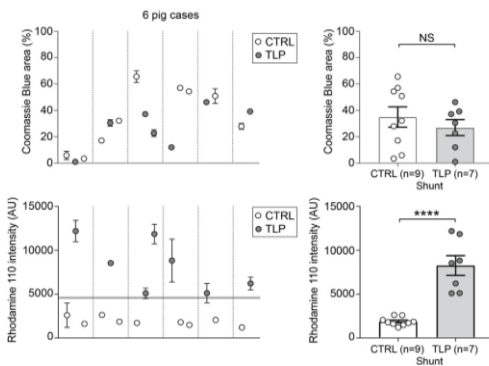 6 pig cases
Coomassie Blue area (%)
100
80
60
40
20
0
CTRL
TLP
Coomassie Blue area (%)
100
80
60
40
20
0
NS
CTRL (n=9) TLP (n=7)
Shunt
Rhodamine 110 intensity (AU)
15000
10000
5000
0
CTRL
TLP
Rhodamine 110 intensity (AU)
15000
10000
5000
0
****
CTRL (n=9) TLP (n=7)
Shunt